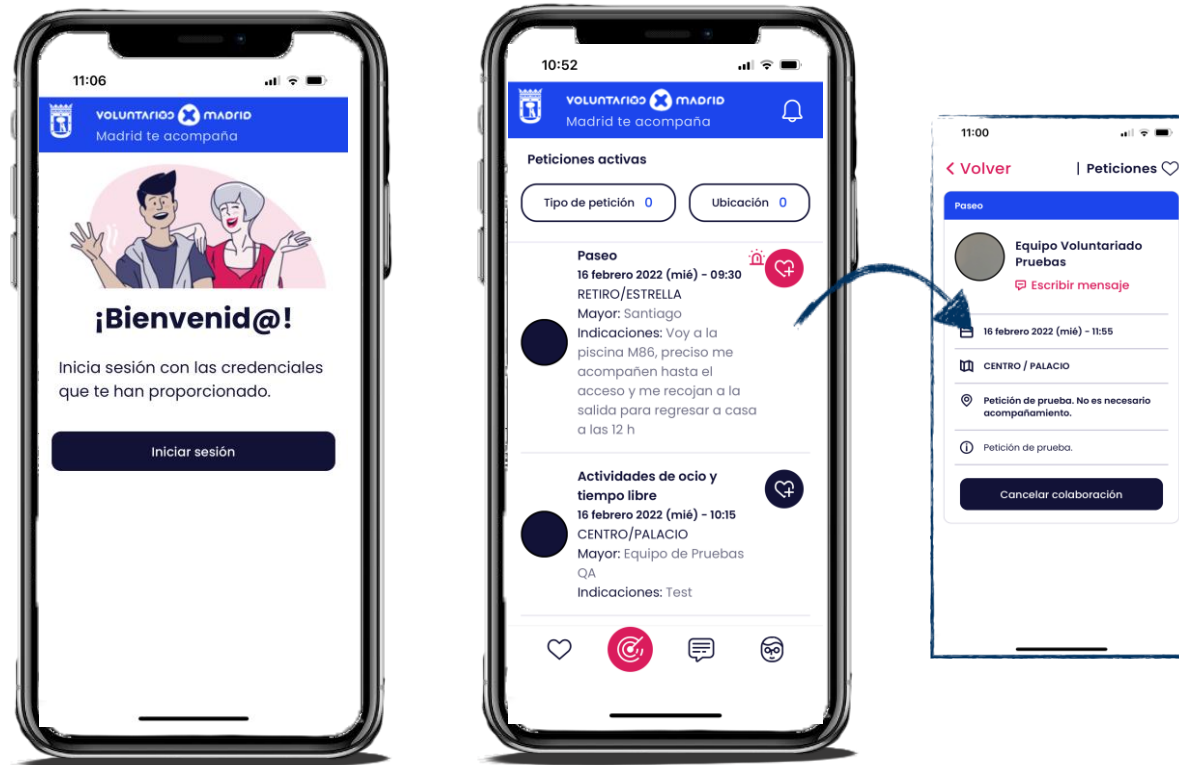 11:06
VOLUNTARIOS X MADRID
Madrid te acompaña
¡Bienvenid@!
Inicia sesión con las credenciales
que te han proporcionado.
Iniciar sesión
10:52
VOLUNTARIOS X MADRID
Madrid te acompaña
Peticiones activas
Tipo de petición 0
Ubicación 0
Paseo
16 febrero 2022 (mié) - 09:30
RETIRO/ESTRELLA
Mayor: Santiago
Indicaciones: Voy a la
piscina M86, preciso me
acompañen hasta el
acceso y me recojan a la
salida para regresar a casa
a las 12 h
Actividades de ocio y
tiempo libre
16 febrero 2022 (mié) - 10:15
CENTRO/PALACIO
Mayor: Equipo de Pruebas
QA
Indicaciones: Test
11:00
< Volver
| Peticiones
Paseo
Equipo Voluntariado
Pruebas
Escribir mensaje
16 febrero 2022 (mié) - 11:55
CENTRO / PALACIO
Petición de prueba. No es necesario
acompañamiento.
Petición de prueba.
Cancelar colaboración